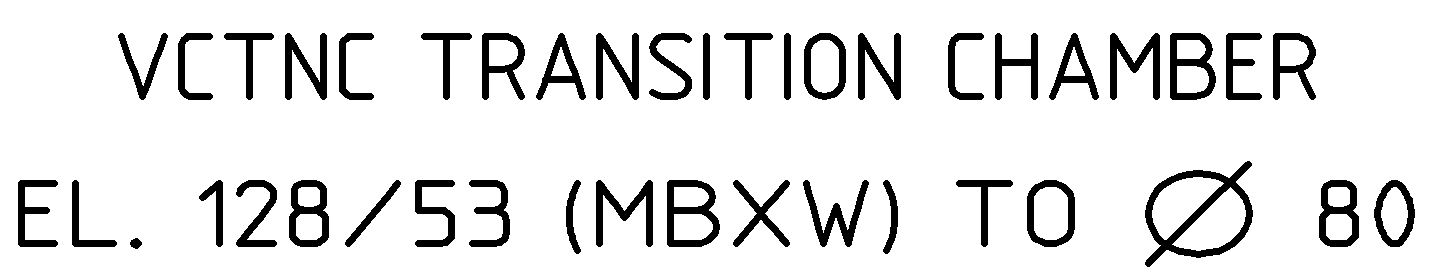 VCTNC TRANSITION CHAMBER
EL. 128/53 (MBXW) TO Ø 80